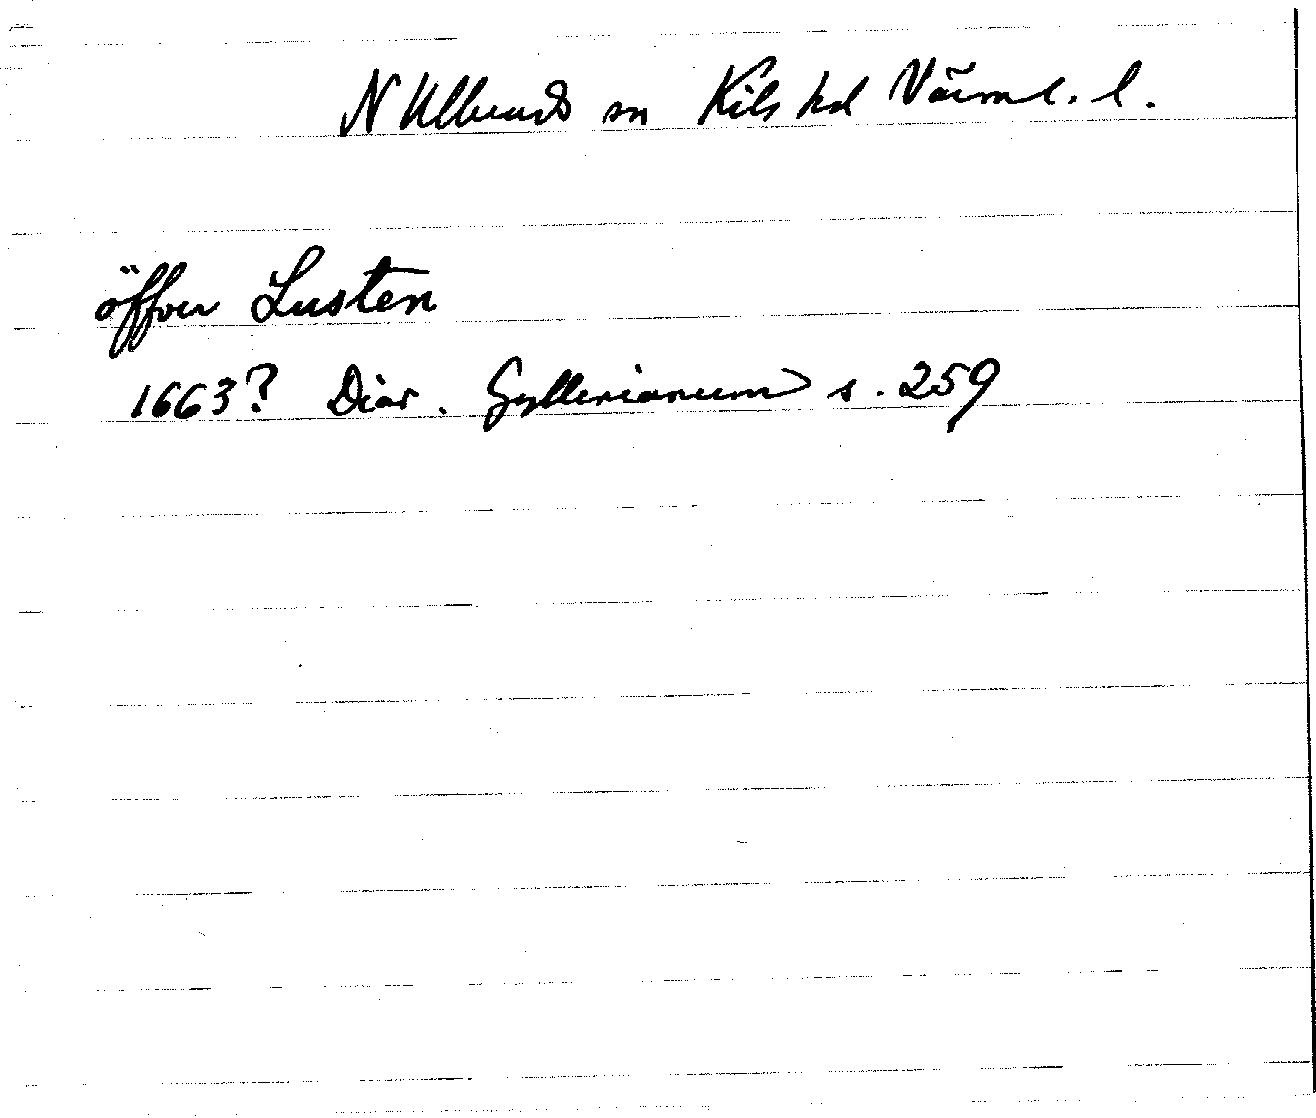 N Ullerud sn Kils hd Värml. l.
öffver Lusten
1663? Diar. Gyllenianum s. 259